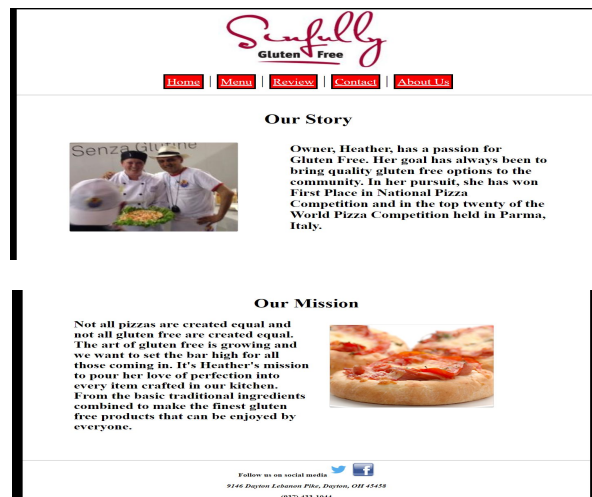 Sinfully
Gluten Free
Home | Menu | Review | Contact | About Us
Our Story
Senza Glutine
Owner, Heather, has a passion for
Gluten Free. Her goal has always been to
bring quality gluten free options to the
community. In her pursuit, she has won
First Place in National Pizza
Competition and in the top twenty of the
World Pizza Competition held in Parma,
Italy.
Our Mission
Not all pizzas are created equal and
not all gluten free are created equal.
The art of gluten free is growing and
we want to set the bar high for all
those coming in. It's Heather's mission
to pour her love of perfection into
every item crafted in our kitchen.
From the basic traditional ingredients
combined to make the finest gluten
free products that can be enjoyed by
everyone.
Follow us on social media
9146 Dayton Lebanon Pike, Dayton, OH 45458